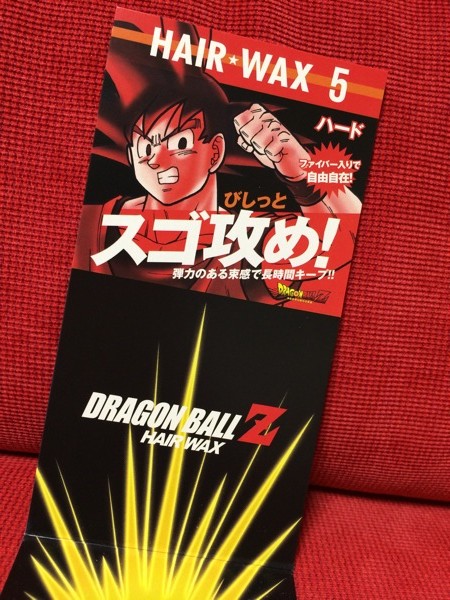 HAIR★WAX 5
ハード
ファイバー入りで
自由自在!
びしっと
スゴ攻め!
弾力のある束感で長時間キープ!!
DRAGON BALL Z
DRAGON BALL Z
HAIR WAX